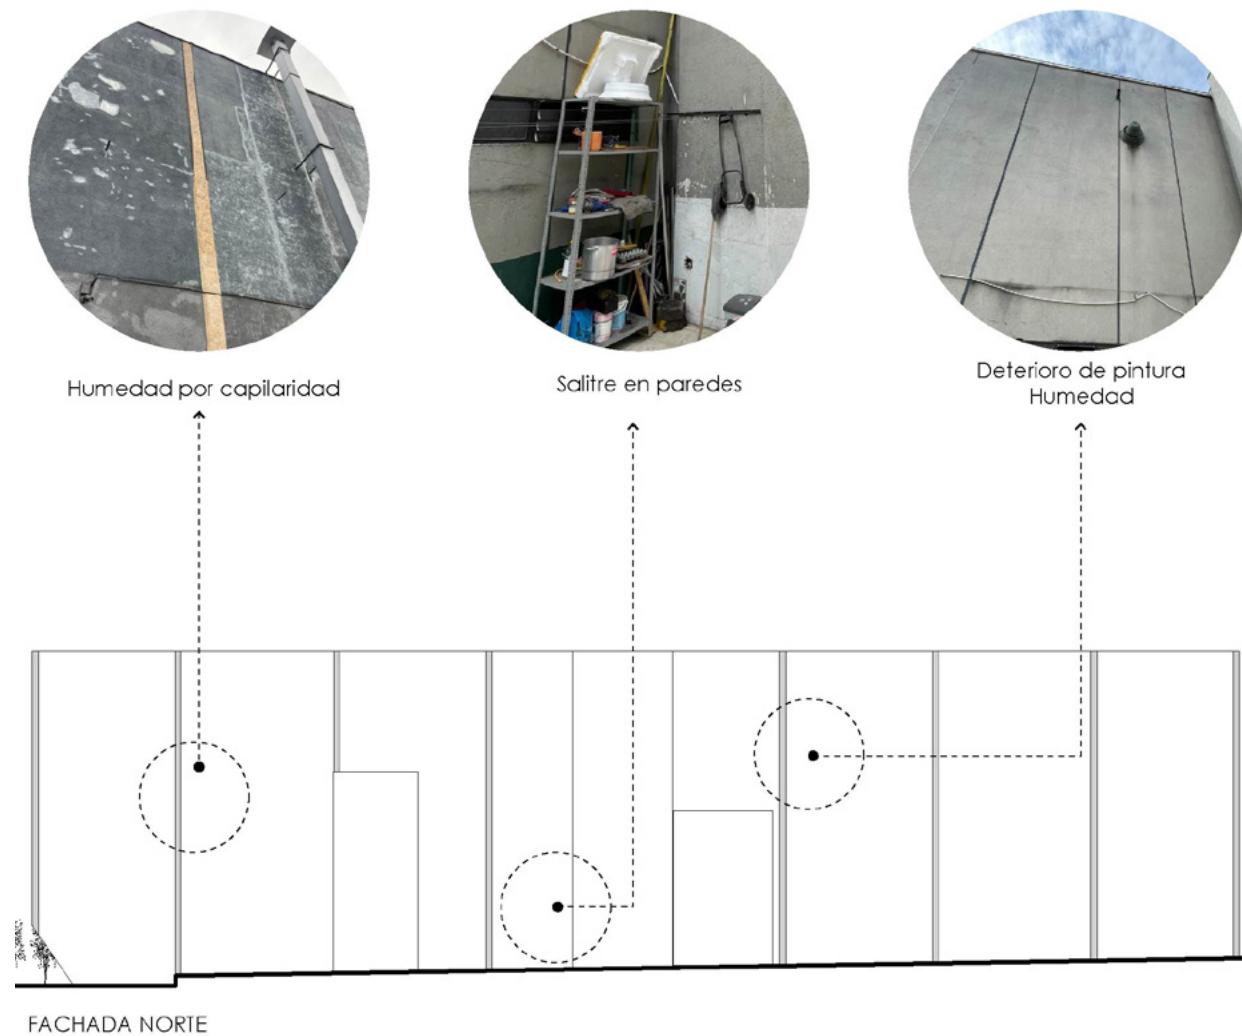 Humedad por capilaridad
Salitre en paredes
Deterioro de pintura
Humedad
FACHADA NORTE